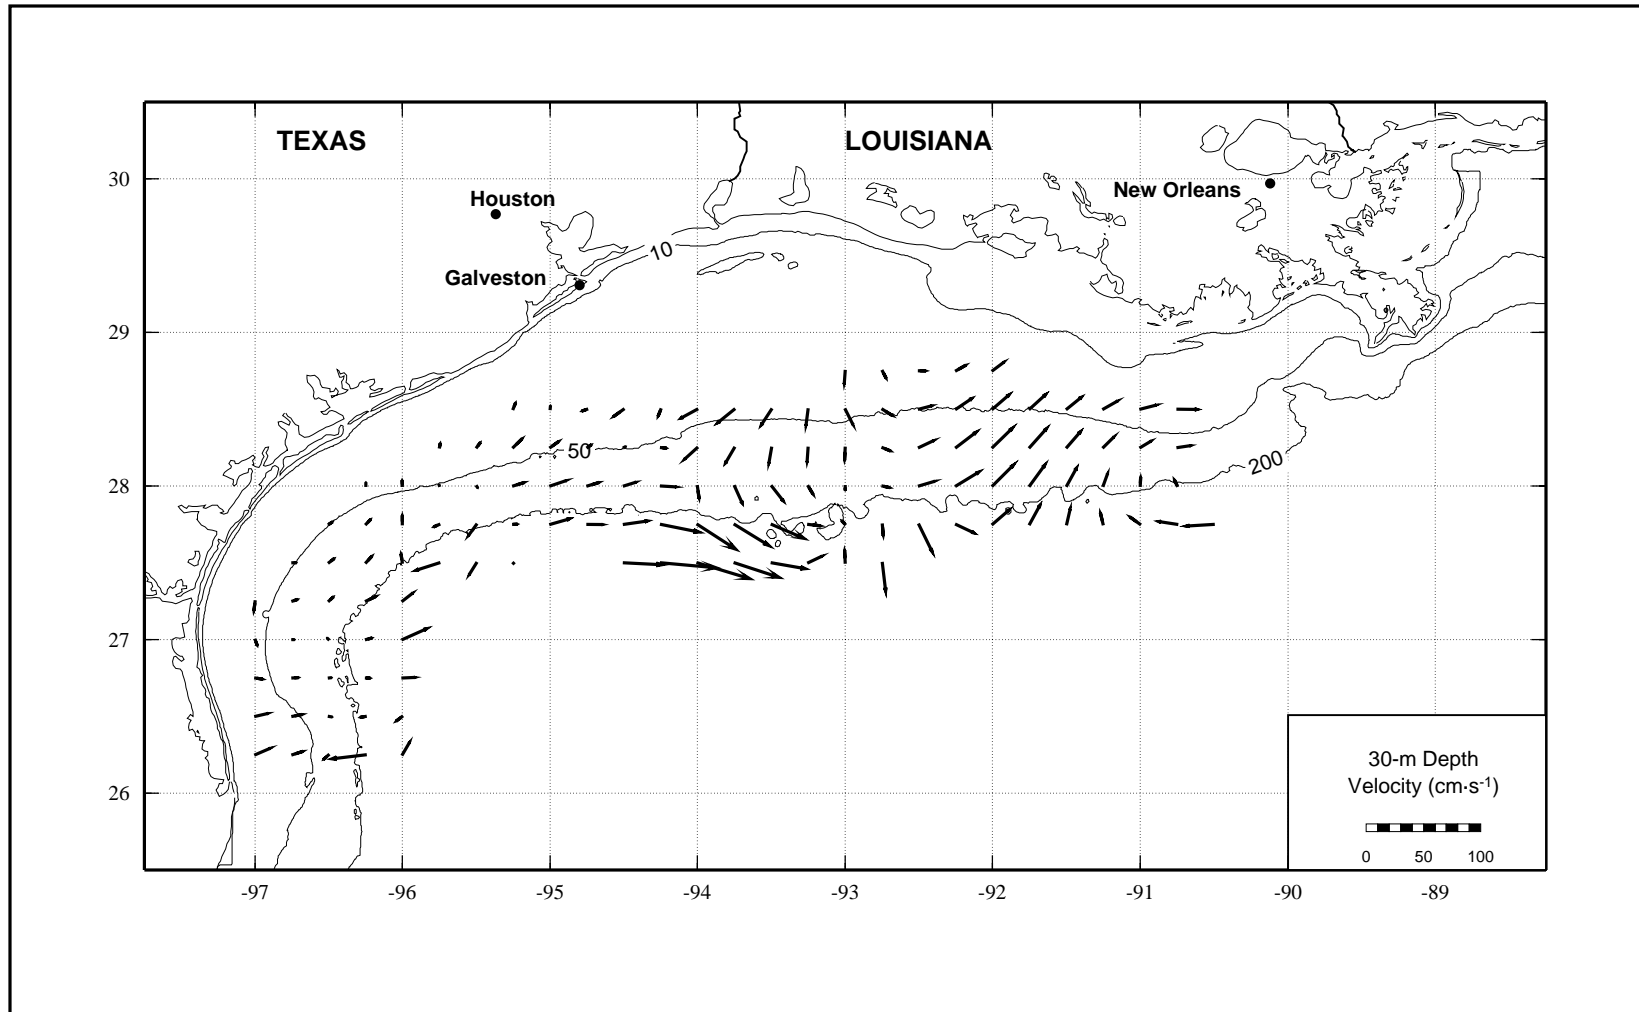 TEXAS
LOUISIANA
30
New Orleans
Houston
10
Galveston
29
50
200
28
27
26
30-m Depth
Velocity (cm·s-1)
0 50 100
-97 -96 -95 -94 -93 -92 -91 -90 -89